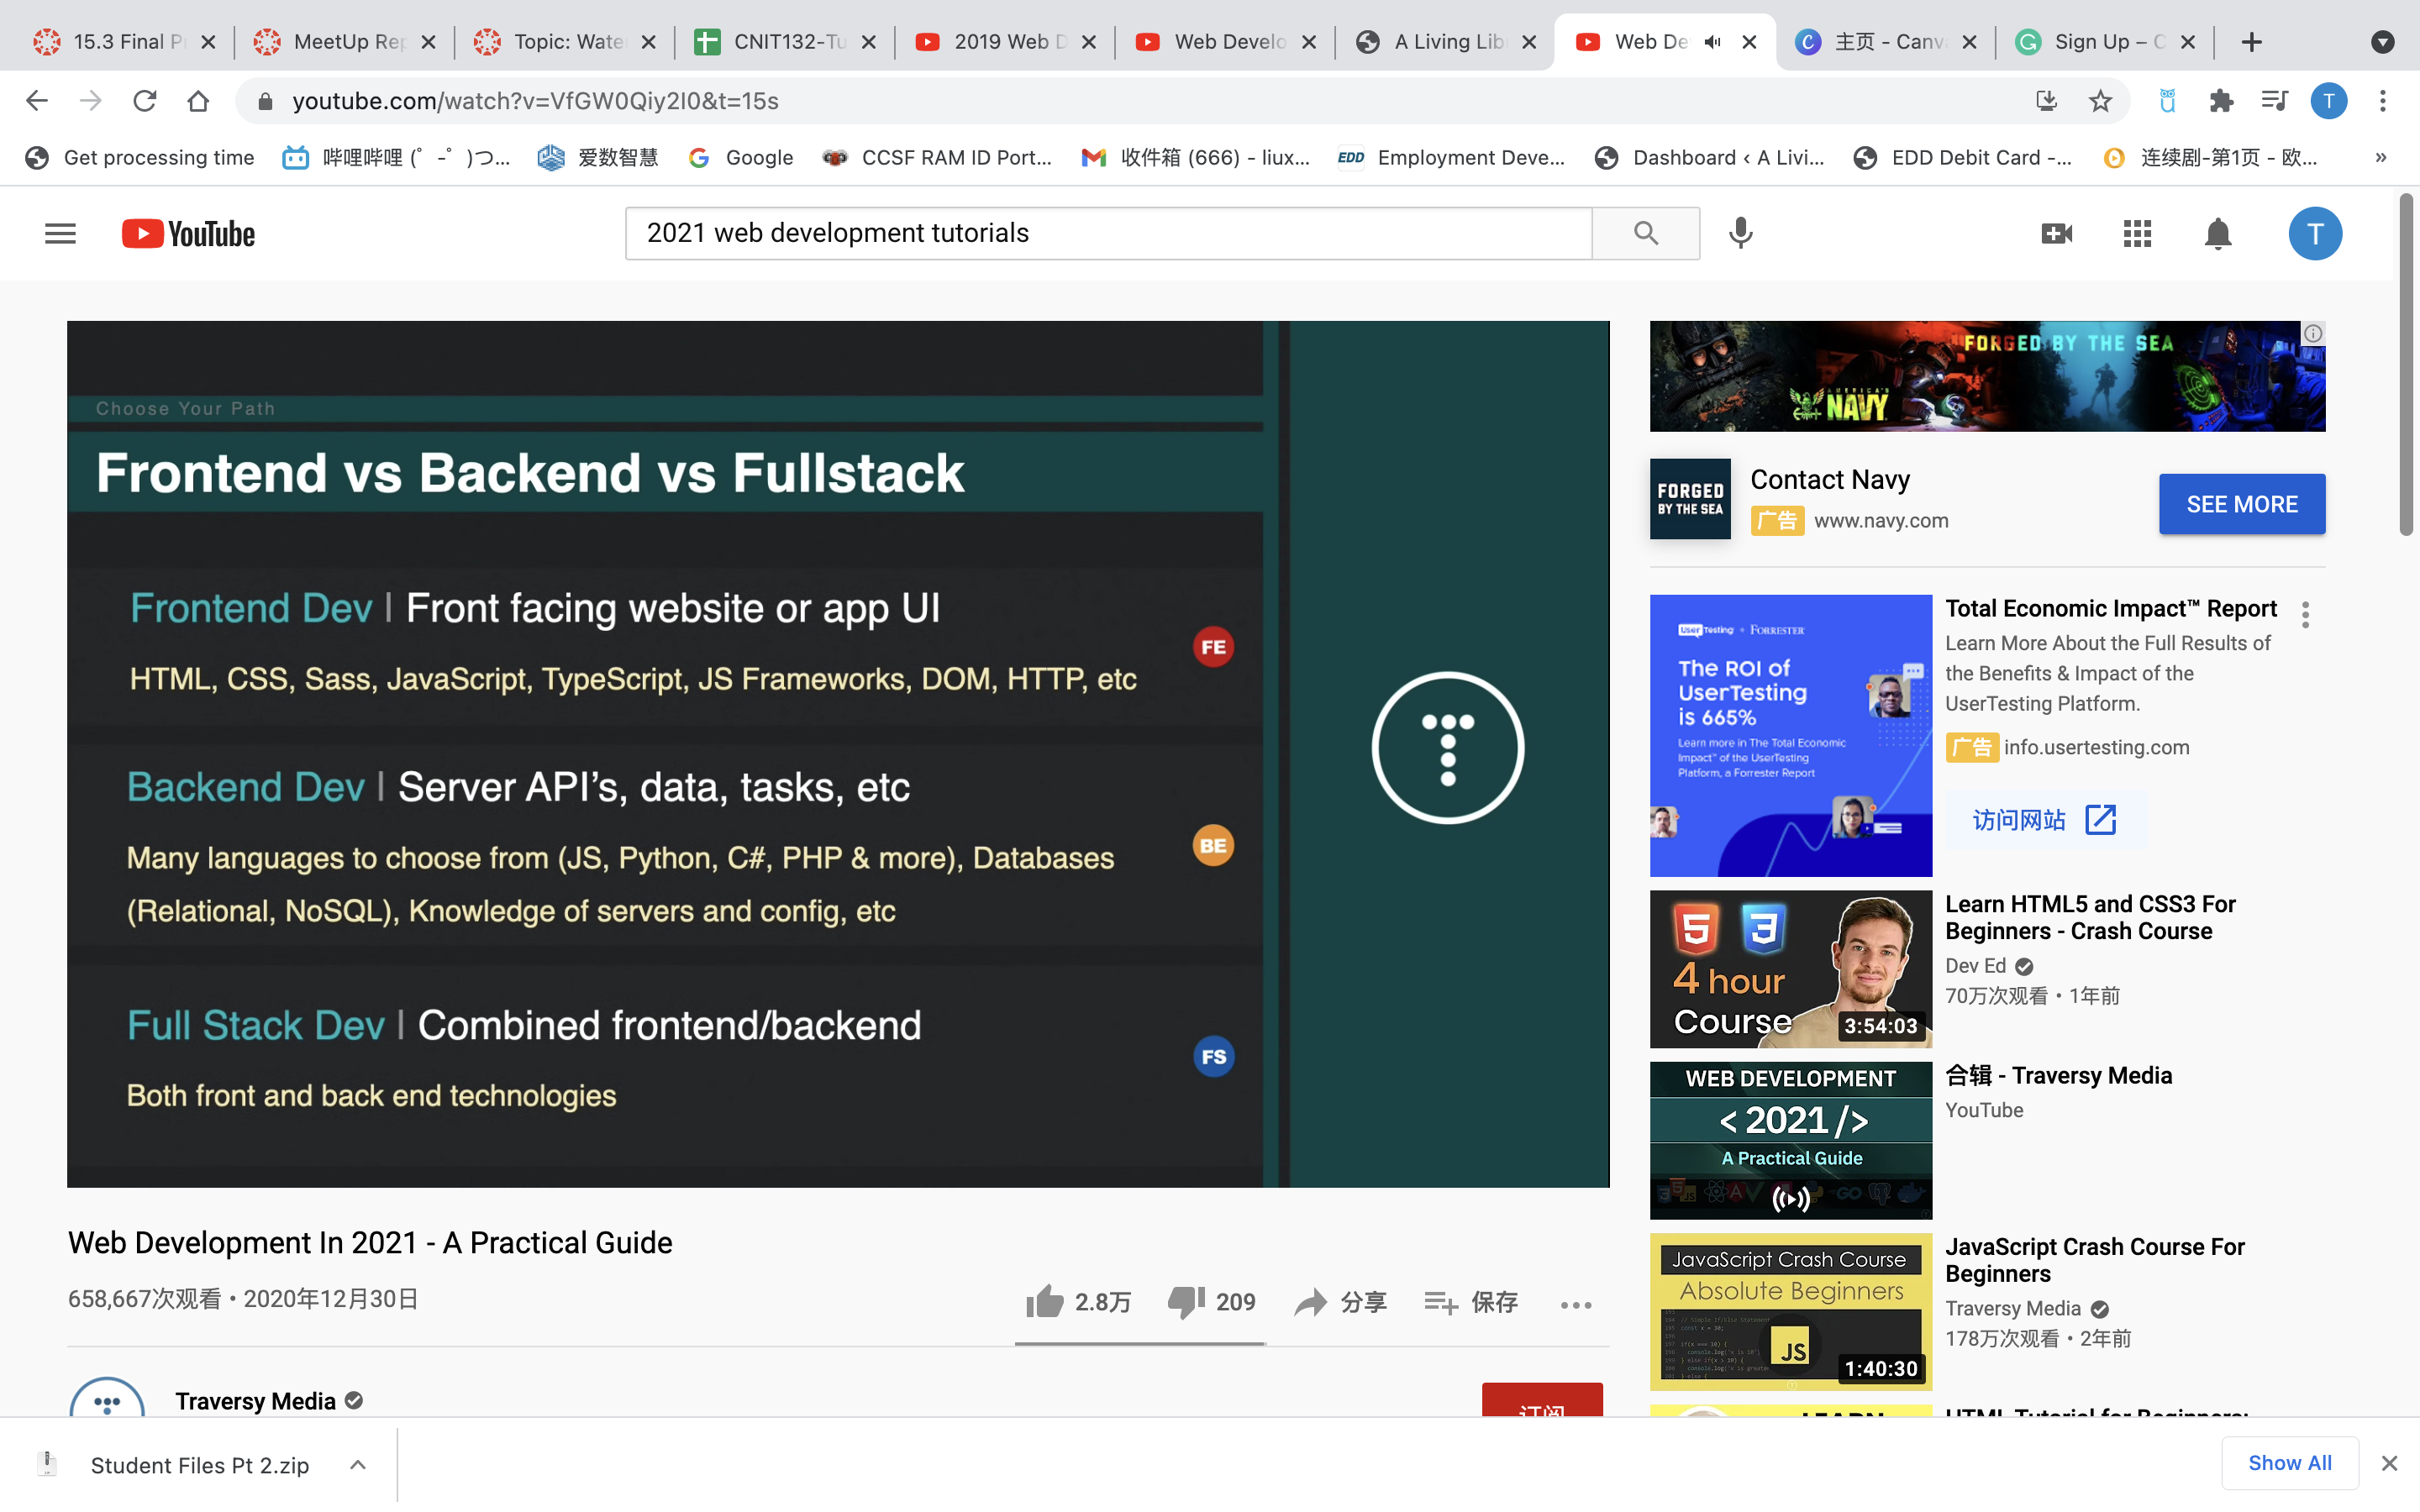 15.3 Final P
MeetUp Rep
Topic: Wate
CNIT132-Tu
2019 Web D
Web Develo
A Living Lib
Web De
主页 - Canv
Sign Up – C
youtube.com/watch?v=VfGW0Qiy2I0&t=15s
T
Get processing time
哔哩哔哩 (゜-゜)つ...
爱数智慧
Google
CCSF RAM ID Port...
收件箱 (666) - liux...
EDD Employment Deve...
Dashboard ‹ A Livi...
EDD Debit Card -...
连续剧-第1页 - 欧...
»
YouTube
2021 web development tutorials
T
Choose Your Path
Frontend vs Backend vs Fullstack
Frontend Dev | Front facing website or app UI
FE
HTML, CSS, Sass, JavaScript, TypeScript, JS Frameworks, DOM, HTTP, etc
Backend Dev | Server API’s, data, tasks, etc
BE
Many languages to choose from (JS, Python, C#, PHP & more), Databases
(Relational, NoSQL), Knowledge of servers and config, etc
Full Stack Dev | Combined frontend/backend
FS
Both front and back end technologies
Web Development In 2021 - A Practical Guide
658,667次观看 • 2020年12月30日
2.8万
209
分享
保存
Traversy Media
订阅
FORGED BY THE SEA
AMERICA'S
NAVY
FORGED
BY THE SEA
Contact Navy
广告 www.navy.com
SEE MORE
UserTesting + FORRESTER
The ROI of
UserTesting
is 665%
Learn more in The Total Economic
Impact™ of the UserTesting
Platform, a Forrester Report
Total Economic Impact™ Report
Learn More About the Full Results of
the Benefits & Impact of the
UserTesting Platform.
广告 info.usertesting.com
访问网站
5 3
4 hour
Course
3:54:03
Learn HTML5 and CSS3 For
Beginners - Crash Course
Dev Ed
70万次观看 • 1年前
WEB DEVELOPMENT
< 2021 />
A Practical Guide
合辑 - Traversy Media
YouTube
JavaScript Crash Course
Absolute Beginners
JS
1:40:30
JavaScript Crash Course For
Beginners
Traversy Media
178万次观看 • 2年前
LEARN
HTML Tutorial for Beginners:
Student Files Pt 2.zip
Show All